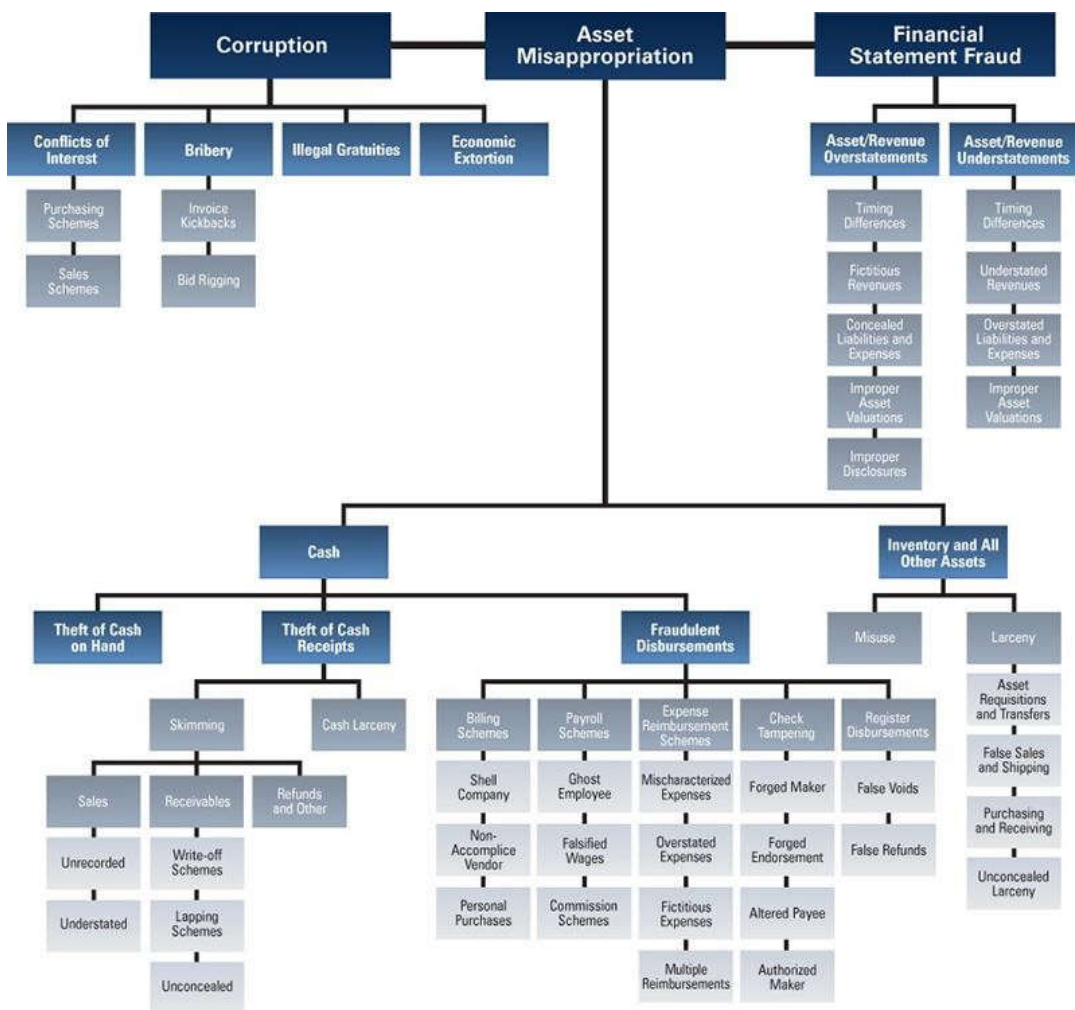 Corruption
Asset
Misappropriation
Financial
Statement Fraud
Conflicts of
Interest
Bribery
Illegal Gratuities
Economic
Extortion
Asset/Revenue
Overstatements
Asset/Revenue
Understatements
Purchasing
Schemes
Sales
Schemes
Invoice
Kickbacks
Bid Rigging
Timing
Differences
Fictitious
Revenues
Concealed
Liabilities and
Expenses
Improper
Asset
Valuations
Improper
Disclosures
Timing
Differences
Understated
Revenues
Overstated
Liabilities and
Expenses
Improper
Asset
Valuations
Cash
Inventory and All
Other Assets
Theft of Cash
on Hand
Theft of Cash
Receipts
Fraudulent
Disbursements
Misuse
Larceny
Skimming
Cash Larceny
Sales
Unrecorded
Understated
Receivables
Write-off
Schemes
Lapping
Schemes
Unconcealed
Refunds
and Other
Billing
Schemes
Shell
Company
Non-
Accomplice
Vendor
Personal
Purchases
Payroll
Schemes
Ghost
Employee
Falsified
Wages
Commission
Schemes
Expense
Reimbursement
Schemes
Mischaracterized
Expenses
Overstated
Expenses
Fictitious
Expenses
Multiple
Reimbursements
Check
Tampering
Forged Maker
Forged
Endorsement
Altered Payee
Authorized
Maker
Register
Disbursements
False Voids
False Refunds
Asset
Requisitions
and Transfers
False Sales
and Shipping
Purchasing
and Receiving
Unconcealed
Larceny